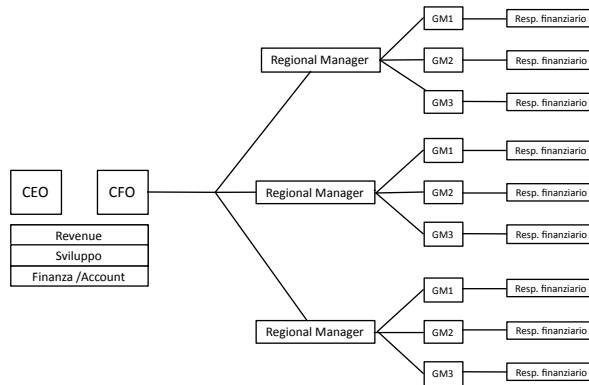 GM1
Resp. finanziario
Regional Manager
GM2
Resp. finanziario
GM3
Resp. finanziario
GM1
Resp. finanziario
CEO
CFO
Regional Manager
GM2
Resp. finanziario
GM3
Resp. finanziario
Revenue
Sviluppo
Finanza /Account
GM1
Resp. finanziario
Regional Manager
GM2
Resp. finanziario
GM3
Resp. finanziario